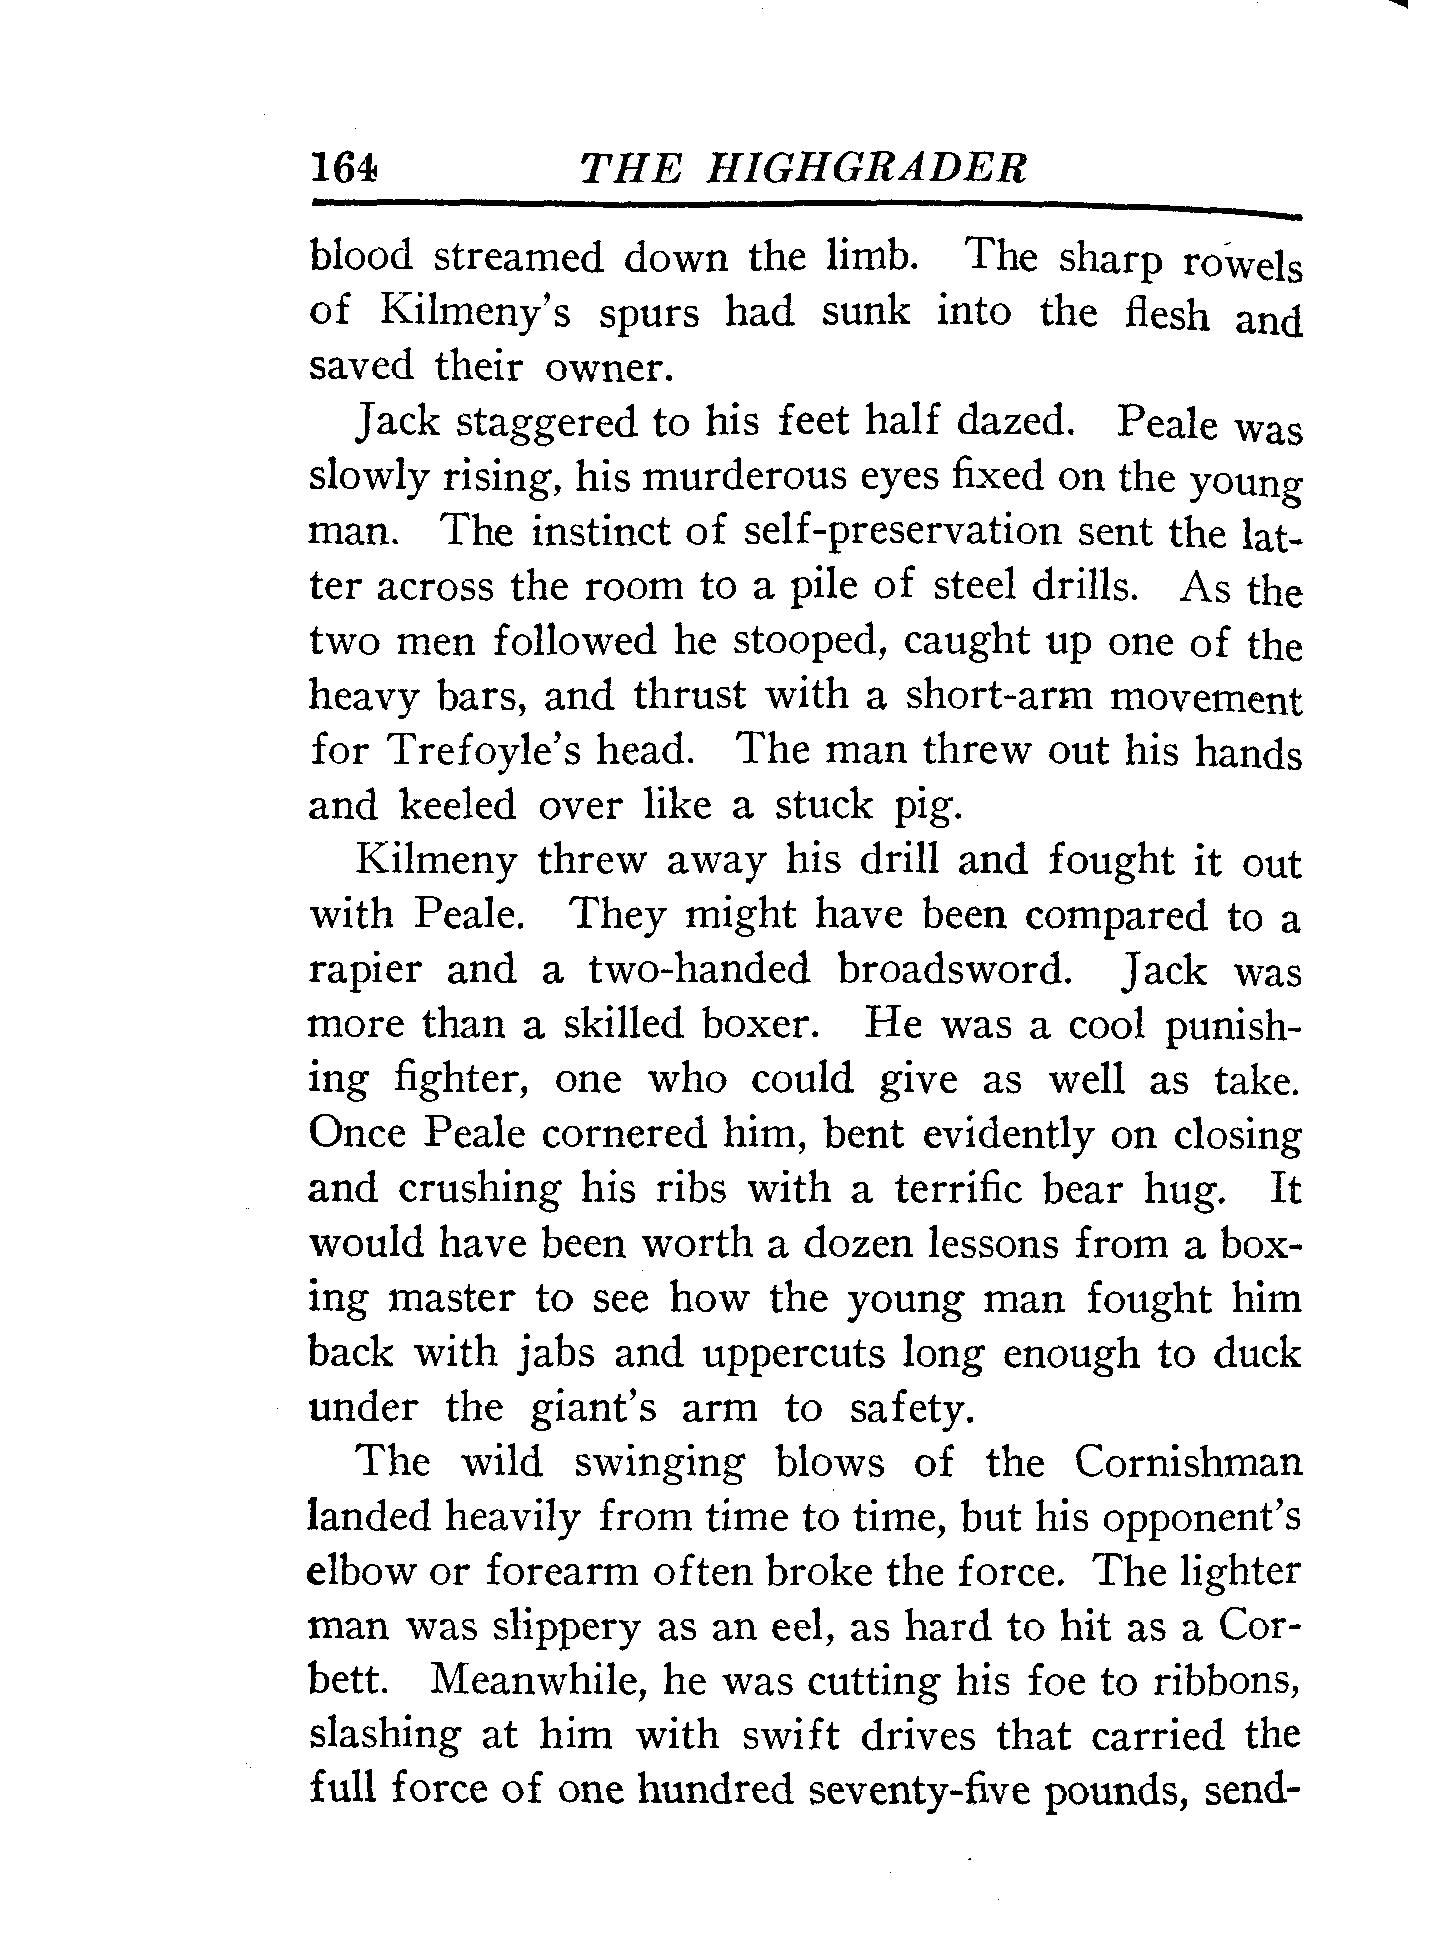 164 THE HIGHGRADER
blood streamed down the limb. The sharp rowels
of Kilmeny's spurs had sunk into the flesh and
saved their owner.
Jack staggered to his feet half dazed. Peale was
slowly rising, his murderous eyes fixed on the young
man. The instinct of self-preservation sent the lat-
ter across the room to a pile of steel drills. As the
two men followed he stooped, caught up one of the
heavy bars, and thrust with a short-arm movement
for Trefoyle's head. The man threw out his hands
and keeled over like a stuck pig.
Kilmeny threw away his drill and fought it out
with Peale. They might have been compared to a
rapier and a two-handed broadsword. Jack was
more than a skilled boxer. He was a cool punish-
ing fighter, one who could give as well as take.
Once Peale cornered him, bent evidently on closing
and crushing his ribs with a terrific bear hug. It
would have been worth a dozen lessons from a box-
ing master to see how the young man fought him
back with jabs and uppercuts long enough to duck
under the giant's arm to safety.
The wild swinging blows of the Cornishman
landed heavily from time to time, but his opponent's
elbow or forearm often broke the force. The lighter
man was slippery as an eel, as hard to hit as a Cor-
bett. Meanwhile, he was cutting his foe to ribbons,
slashing at him with swift drives that carried the
full force of one hundred seventy-five pounds, send-